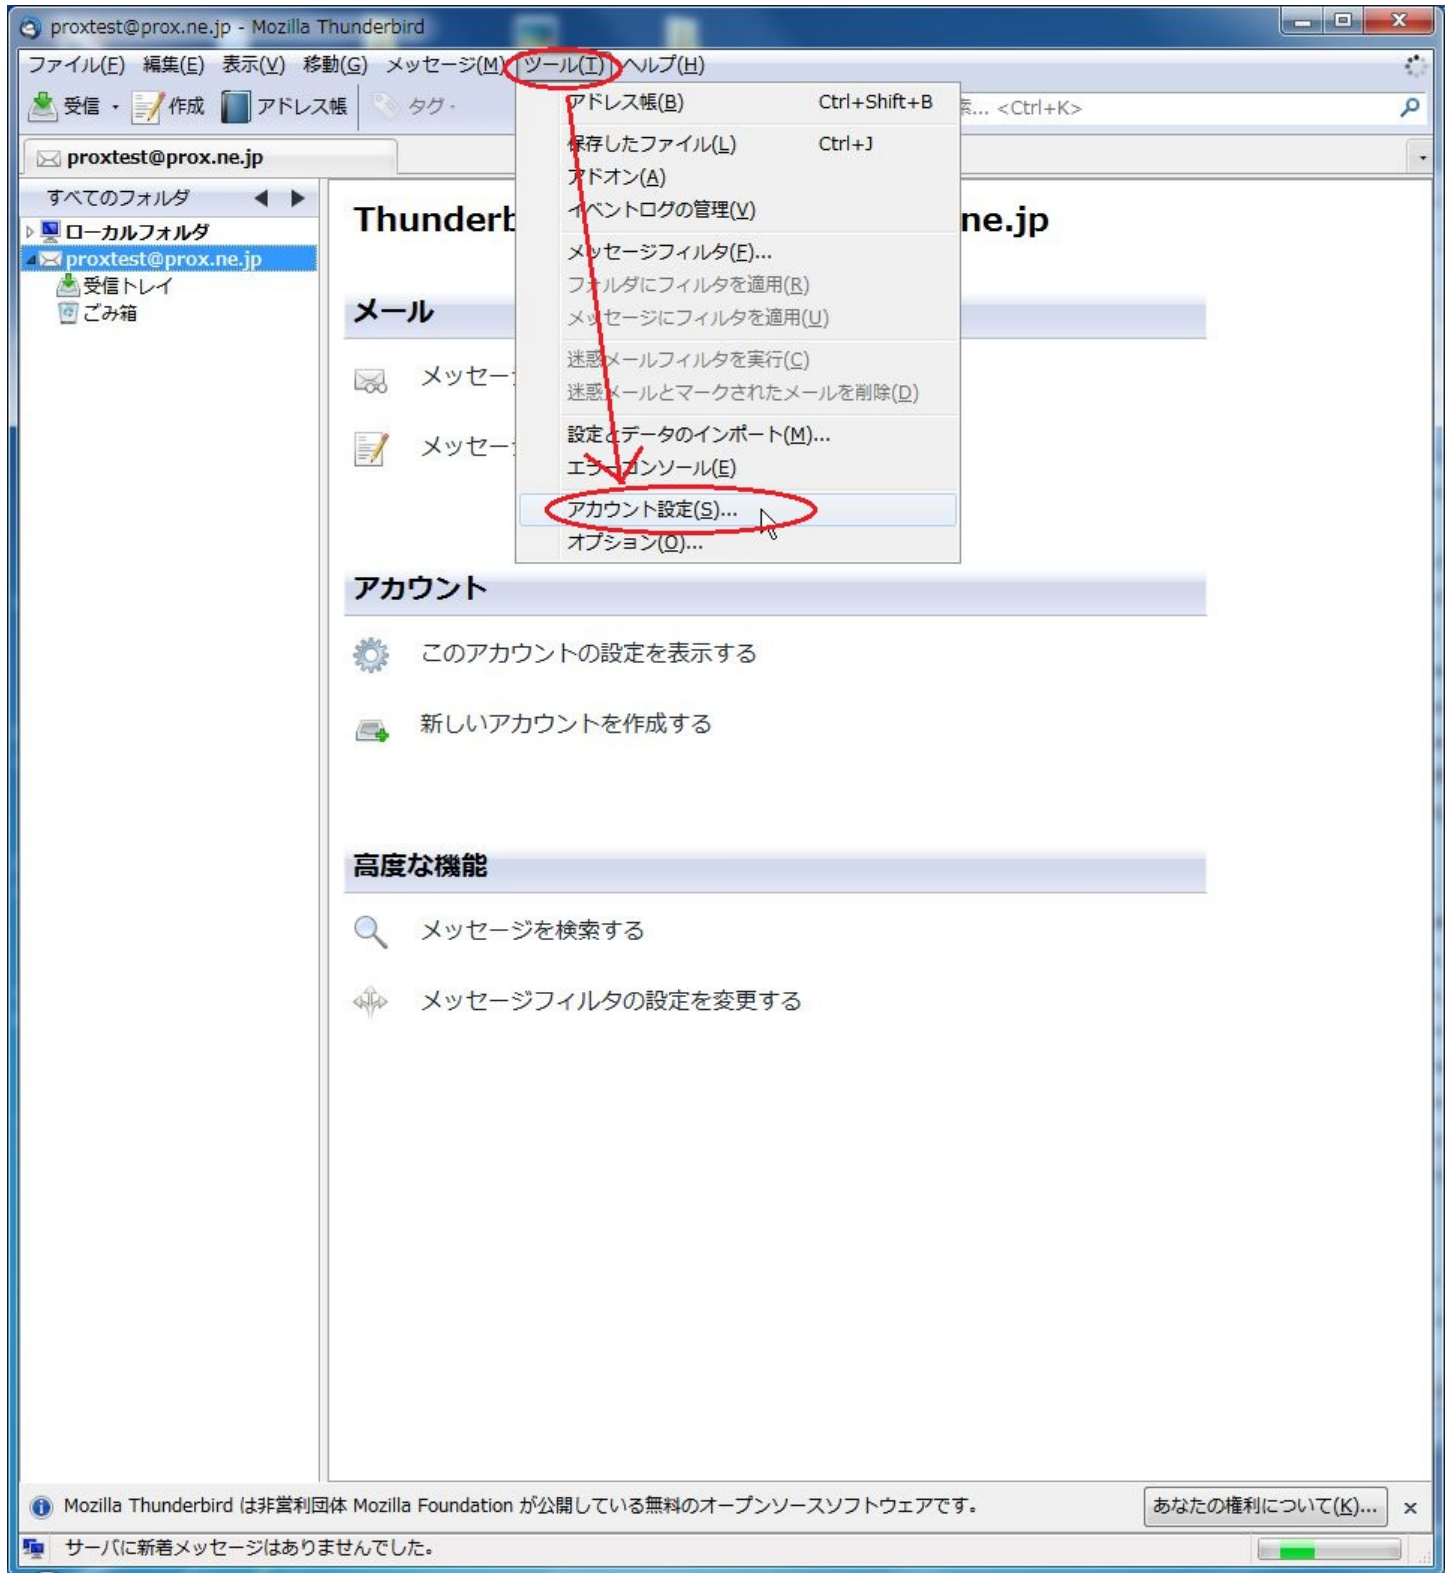 proxtest@prox.ne.jp - Mozilla Thunderbird
ファイル(F) 編集(E) 表示(V) 移動(G) メッセージ(M) ツール(T) ヘルプ(H)
受信 作成 アドレス帳 タグ
... <Ctrl+K>
proxtest@prox.ne.jp
すべてのフォルダ
ローカルフォルダ
proxtest@prox.ne.jp
受信トレイ
ごみ箱
アドレス帳(B) Ctrl+Shift+B
保存したファイル(L) Ctrl+J
アドオン(A)
イベントログの管理(V)
メッセージフィルタ(F)...
フォルダにフィルタを適用(R)
メッセージにフィルタを適用(U)
迷惑メールフィルタを実行(C)
迷惑メールとマークされたメールを削除(D)
設定とデータのインポート(M)...
エラーコンソール(E)
アカウント設定(S)...
オプション(O)...
Thunderb ne.jp
メール
メッセー
メッセー
アカウント
このアカウントの設定を表示する
新しいアカウントを作成する
高度な機能
メッセージを検索する
メッセージフィルタの設定を変更する
Mozilla Thunderbird は非営利団体 Mozilla Foundation が公開している無料のオープンソースソフトウェアです。 あなたの権利について(K)...
サーバに新着メッセージはありませんでした。